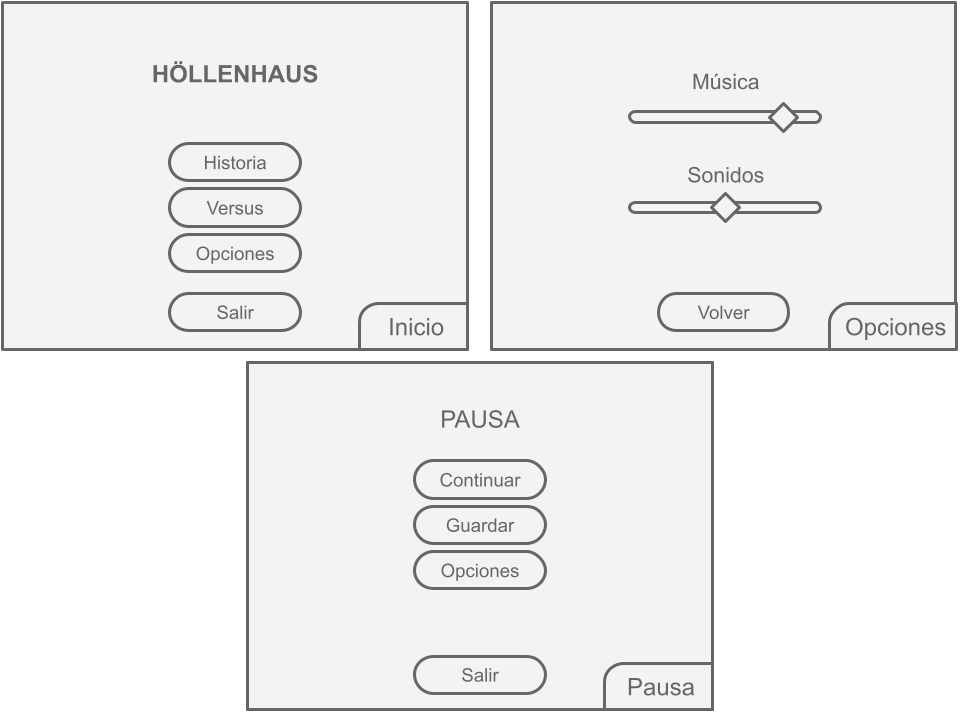 HÖLLENHAUS
Historia
Versus
Opciones
Salir
Inicio
Música
Sonidos
Volver
Opciones
PAUSA
Continuar
Guardar
Opciones
Salir
Pausa